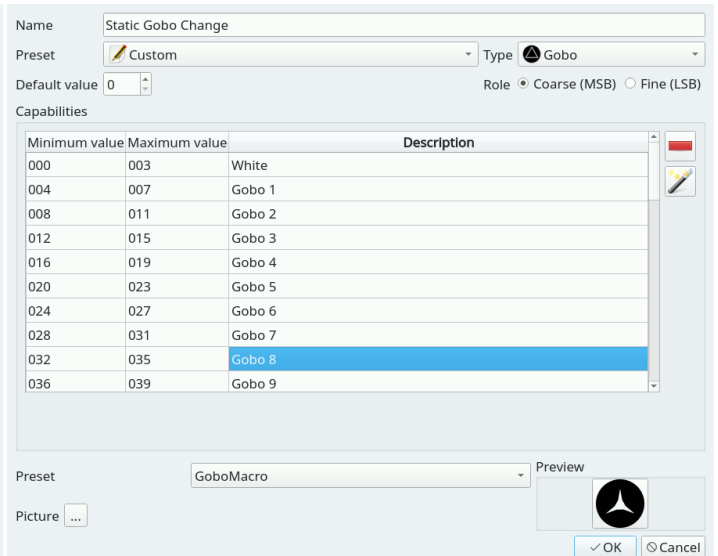 Name Static Gobo Change
Preset Custom Type Gobo
Default value 0 Role Coarse (MSB) Fine (LSB)
Capabilities
Minimum value Maximum value Description
000 003 White
004 007 Gobo 1
008 011 Gobo 2
012 015 Gobo 3
016 019 Gobo 4
020 023 Gobo 5
024 027 Gobo 6
028 031 Gobo 7
032 035 Gobo 8
036 039 Gobo 9
Preset GoboMacro Preview
Picture ...
OK Cancel